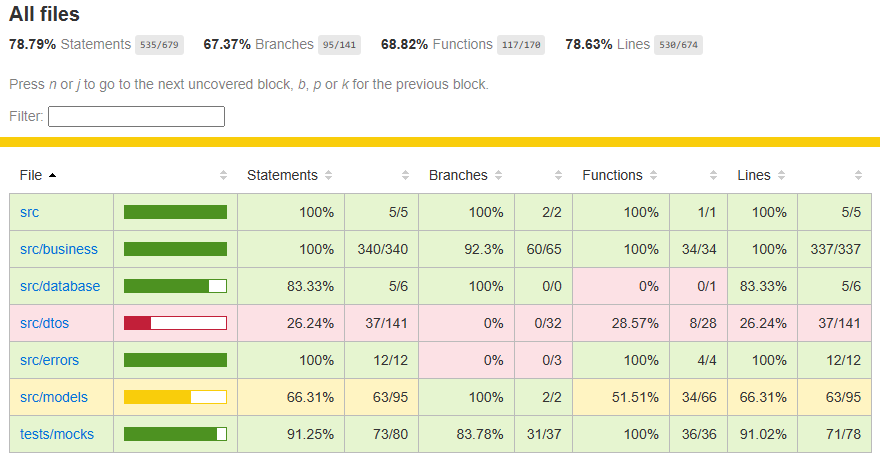 All files
78.79% Statements 535/679 67.37% Branches 95/141 68.82% Functions 117/170 78.63% Lines 530/674
Press n or j to go to the next uncovered block, b, p or k for the previous block.
Filter:
File Statements Branches Functions Lines
src 100% 5/5 100% 2/2 100% 1/1 100% 5/5
src/business 100% 340/340 92.3% 60/65 100% 34/34 100% 337/337
src/database 83.33% 5/6 100% 0/0 0% 0/1 83.33% 5/6
src/dtos 26.24% 37/141 0% 0/32 28.57% 8/28 26.24% 37/141
src/errors 100% 12/12 0% 0/3 100% 4/4 100% 12/12
src/models 66.31% 63/95 100% 2/2 51.51% 34/66 66.31% 63/95
tests/mocks 91.25% 73/80 83.78% 31/37 100% 36/36 91.02% 71/78